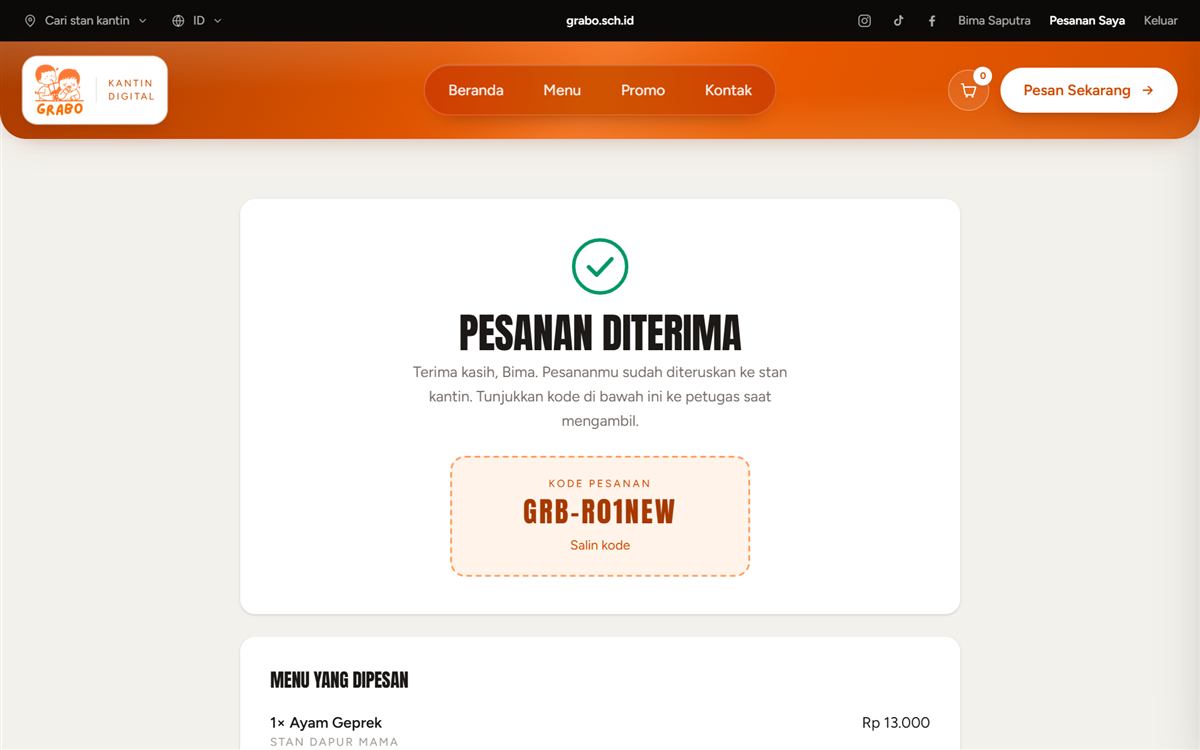 Cari stan kantin
ID
grabo.sch.id
Bima Saputra
Pesanan Saya
Keluar
GRABO
KANTIN
DIGITAL
Beranda
Menu
Promo
Kontak
0
Pesan Sekarang
PESANAN DITERIMA
Terima kasih, Bima. Pesananmu sudah diteruskan ke stan
kantin. Tunjukkan kode di bawah ini ke petugas saat
mengambil.
KODE PESANAN
GRB-RO1NEW
Salin kode
MENU YANG DIPESAN
1× Ayam Geprek
Rp 13.000
STAN DAPUR MAMA